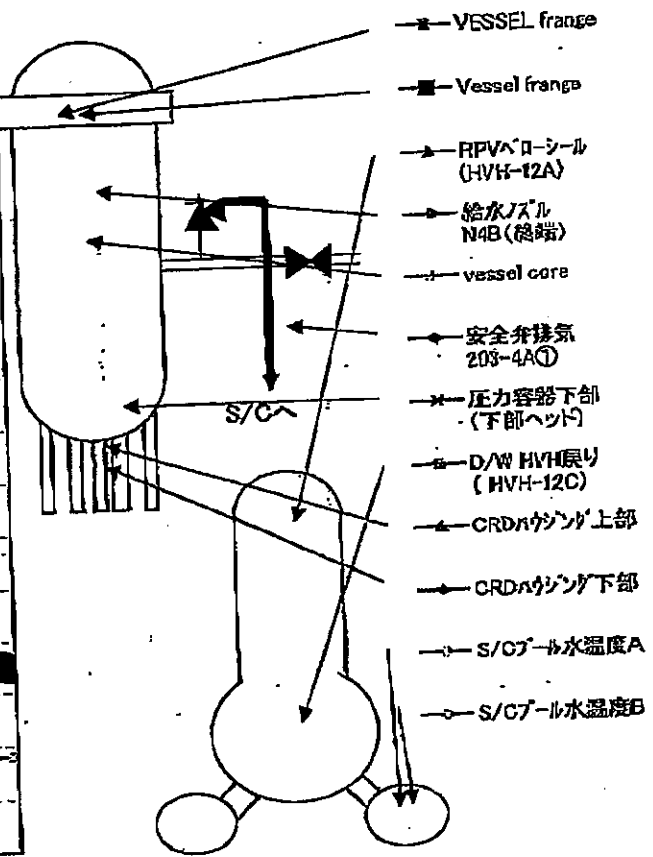 VESSEL frange
Vessel frange
RPVベローシール
(HVH-12A)
給水ノズル
N4B(終端)
vessel core
安全弁排気
203-4A①
圧力容器下部
(下部ヘッド)
D/W HVH戻り
( HVH-12C)
CRDハウジング上部
CRDハウジング下部
S/Cプール水温度A
S/Cプール水温度B
S/Cへ